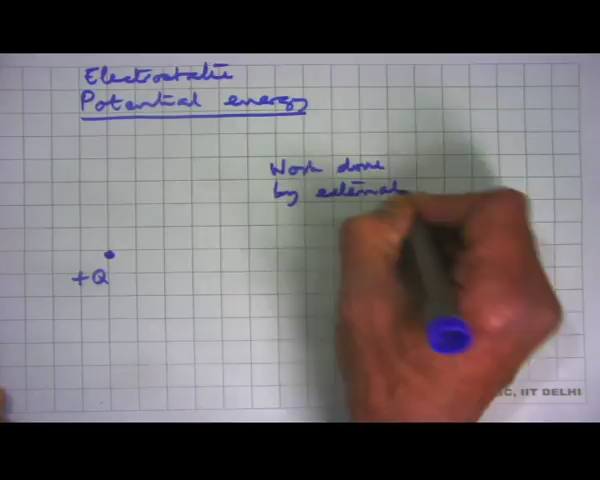 Electrostatic
Potential energy
Work done
by external
+Q
IIT DELHI